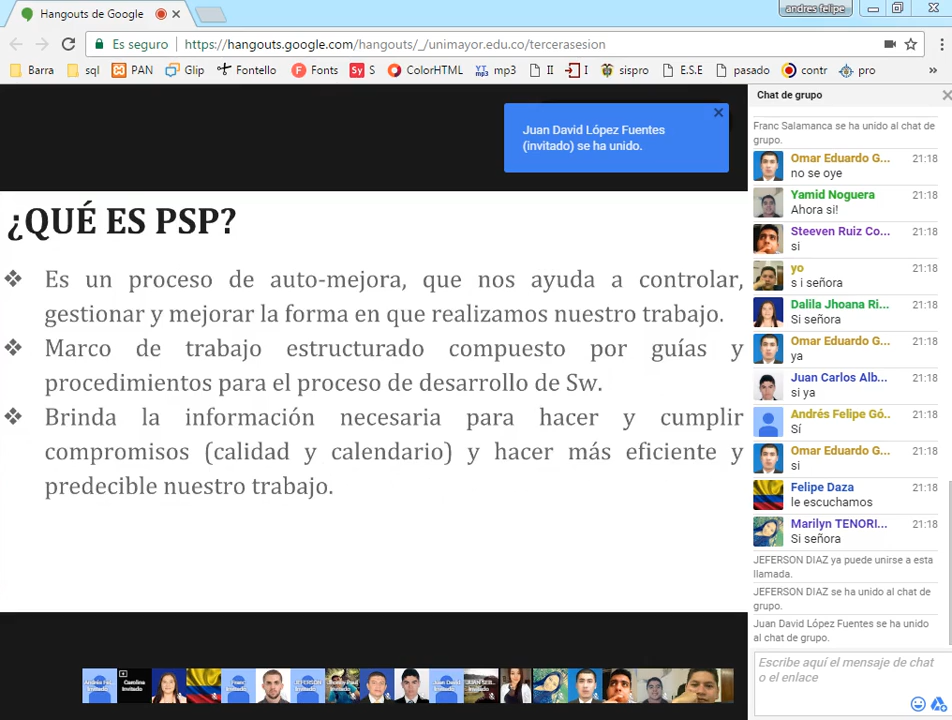 Hangouts de Google
andres felipe
Es seguro
https://hangouts.google.com/hangouts/_/unimayor.edu.co/tercerasesion
Barra sql PAN Glip Fontello Fonts Sy S ColorHTML YT mp3 mp3 II I sispro E.S.E pasado contr pro »
Juan David López Fuentes
(invitado) se ha unido.
¿QUÉ ES PSP?
Es un proceso de auto-mejora, que nos ayuda a controlar,
gestionar y mejorar la forma en que realizamos nuestro trabajo.
Marco de trabajo estructurado compuesto por guías y
procedimientos para el proceso de desarrollo de Sw.
Brinda la información necesaria para hacer y cumplir
compromisos (calidad y calendario) y hacer más eficiente y
predecible nuestro trabajo.
Chat de grupo
Franc Salamanca se ha unido al chat de
grupo.
Omar Eduardo G... 21:18
no se oye
Yamid Noguera 21:18
Ahora si!
Steeven Ruiz Co... 21:18
si
yo 21:18
s i señora
Dalila Jhoana Ri... 21:18
Si señora
Omar Eduardo G... 21:18
ya
Juan Carlos Alb... 21:18
si ya
Andrés Felipe Gó... 21:18
Sí
Omar Eduardo G... 21:18
si
Felipe Daza 21:18
le escuchamos
Marilyn TENORI... 21:18
Si señora
JEFERSON DIAZ ya puede unirse a esta
llamada.
JEFERSON DIAZ se ha unido al chat de
grupo.
Juan David López Fuentes se ha unido
al chat de grupo.
Escribe aquí el mensaje de chat
o el enlace
Carolina
Invitado